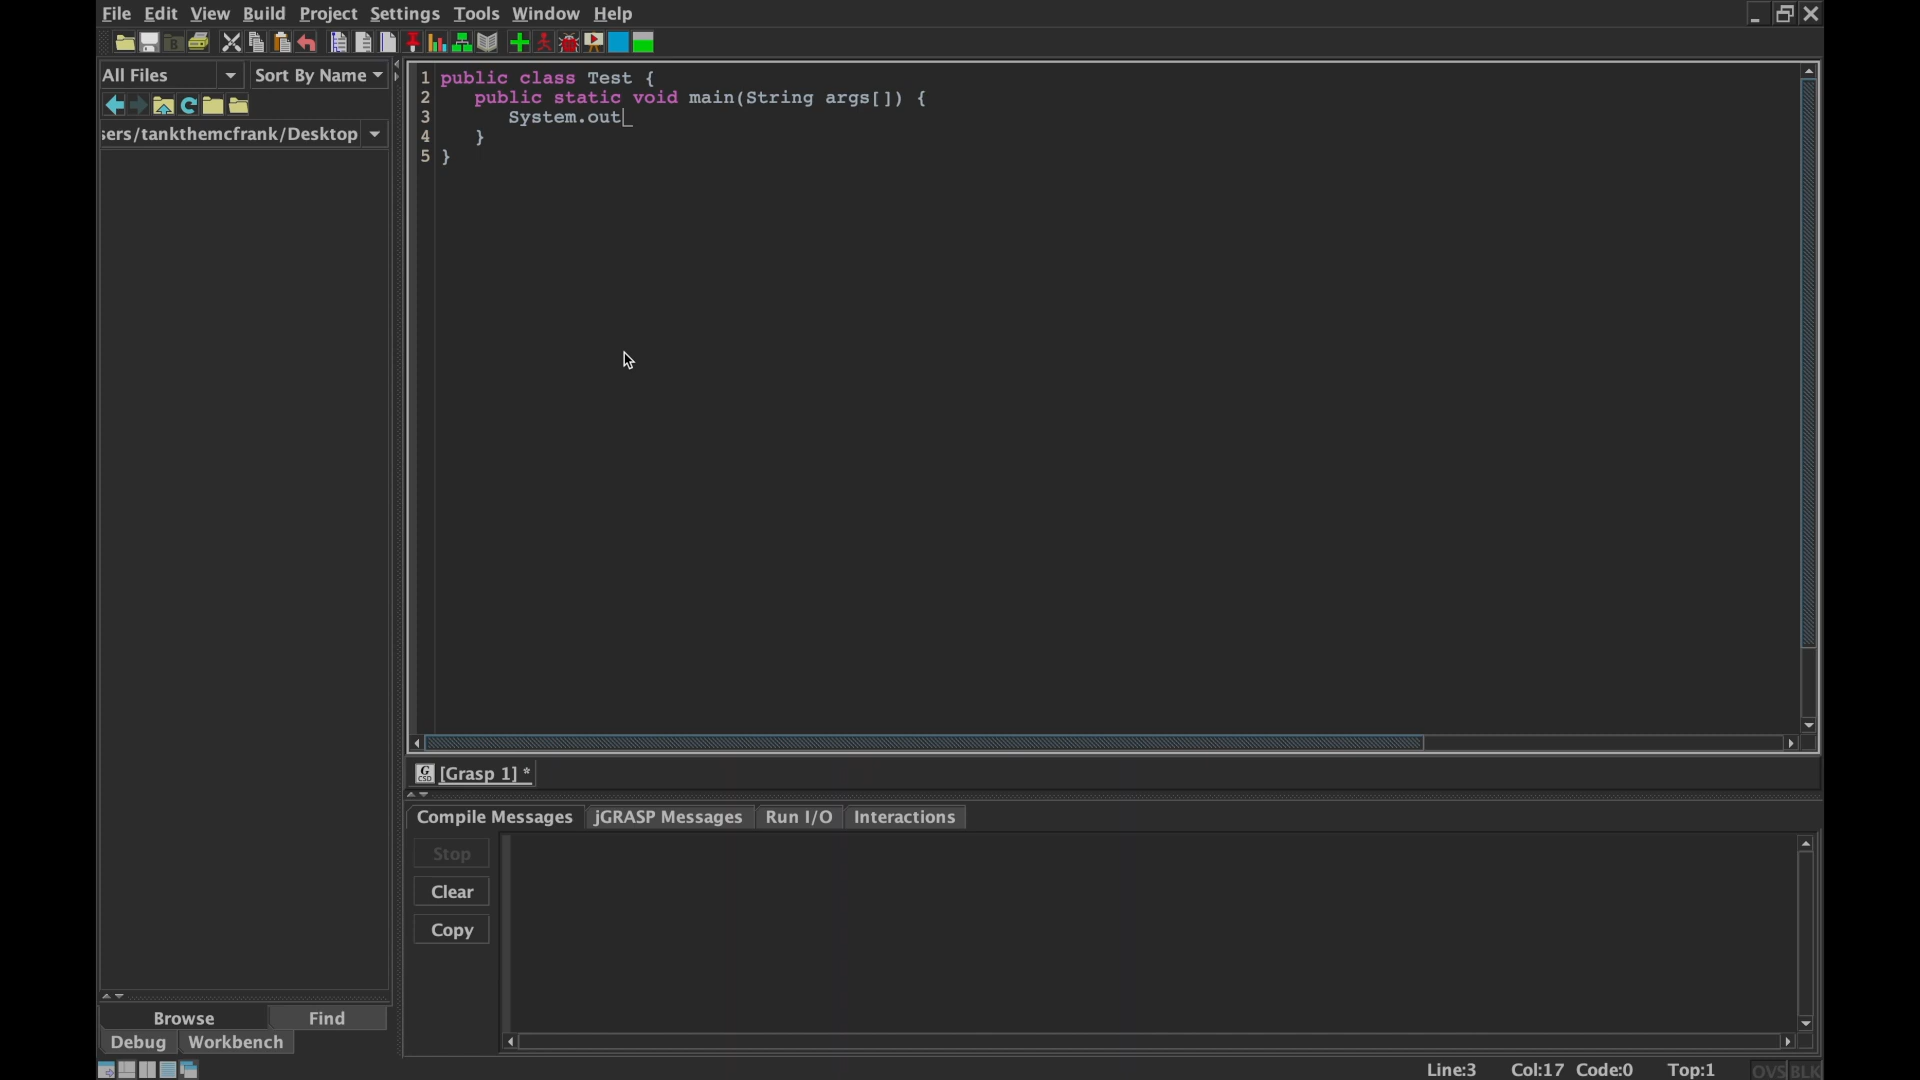 File Edit View Build Project Settings Tools Window Help
All Files Sort By Name
sers/tankthemcfrank/Desktop
1 public class Test {
2 public static void main(String args[]) {
3 System.out
4 }
5 }
[Grasp 1] *
Compile Messages jGRASP Messages Run I/O Interactions
Stop
Clear
Copy
Browse Find
Debug Workbench
Line:3 Col:17 Code:0 Top:1 OVS BLK